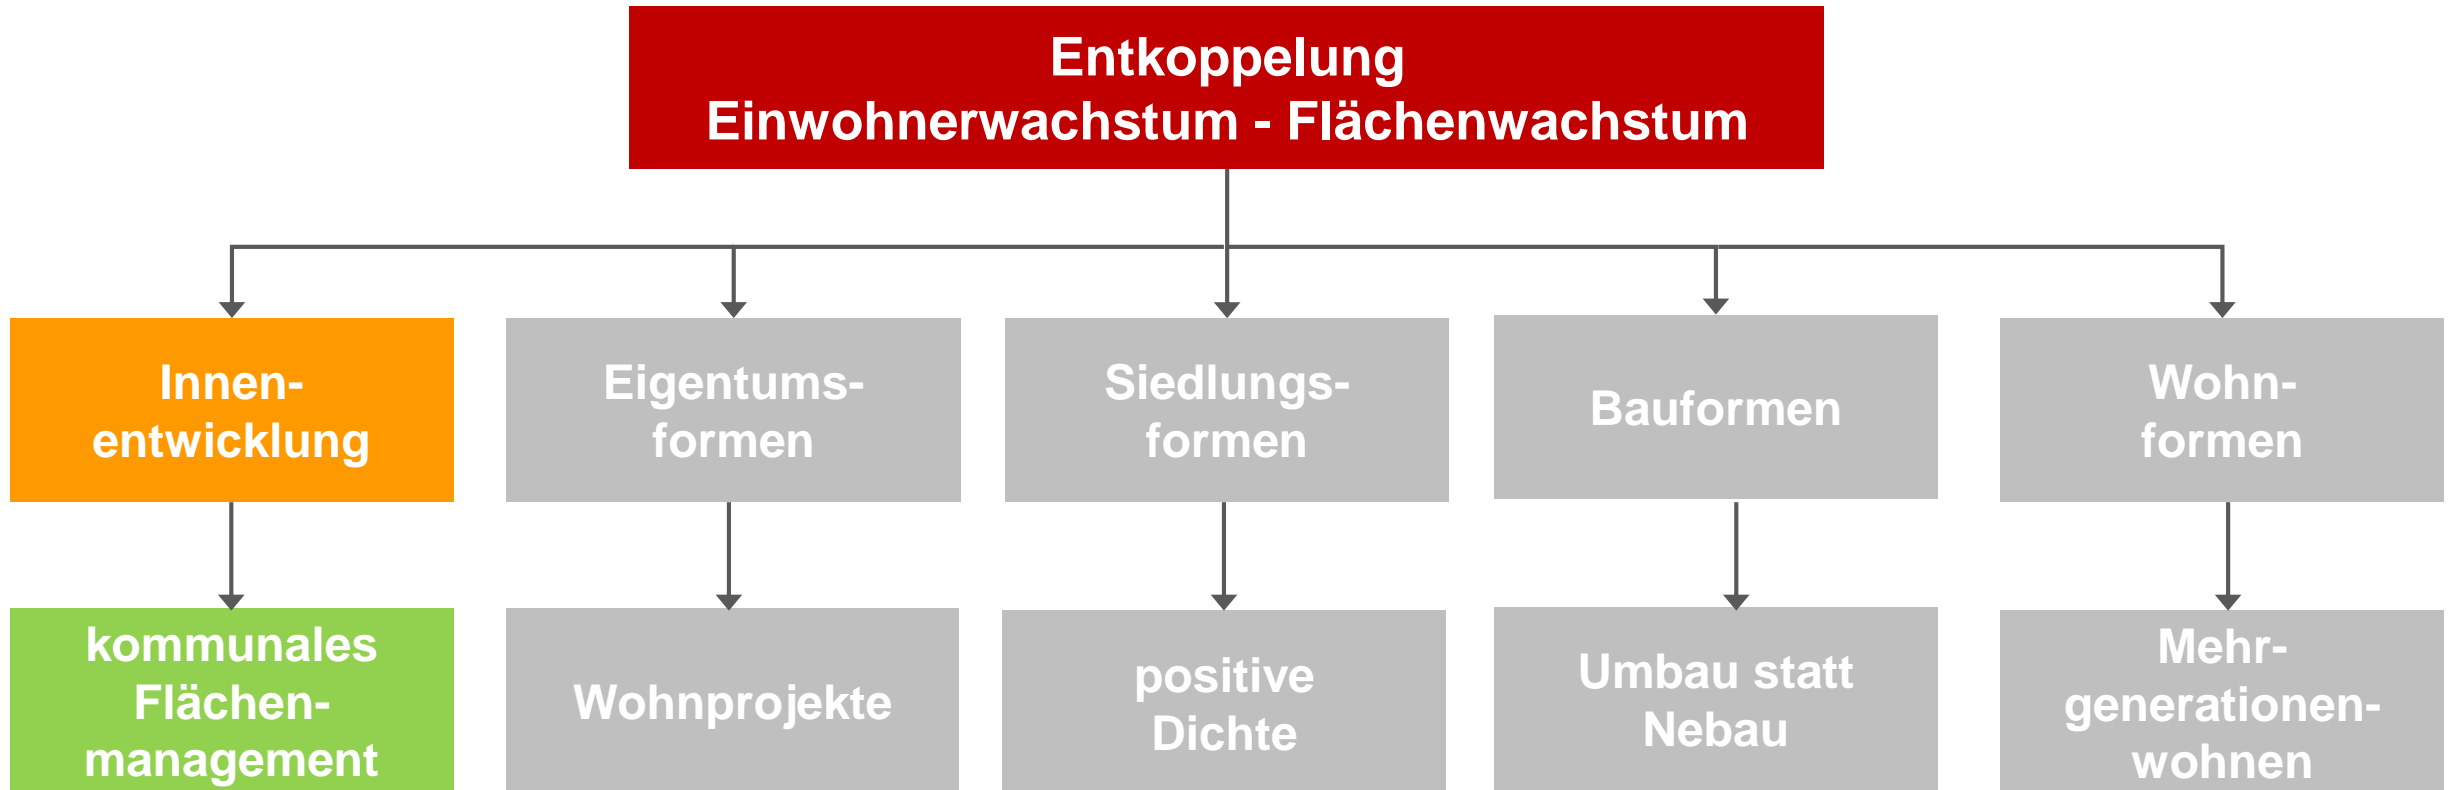 Entkoppelung
Einwohnerwachstum - Flächenwachstum
Innen-
entwicklung
Eigentums-
formen
Siedlungs-
formen
Bauformen
Wohn-
formen
kommunales
Flächen-
management
Wohnprojekte
positive
Dichte
Umbau statt
Nebau
Mehr-
generationen-
wohnen